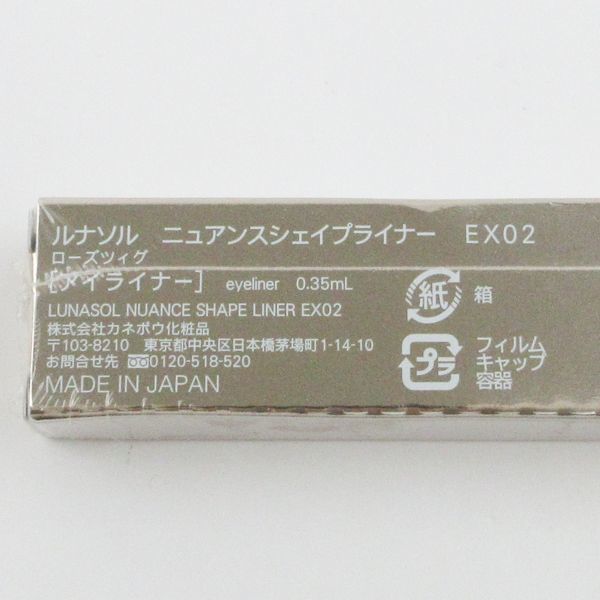 ルナソル ニュアンスシェイプライナー EX02
ローズツィグ
[アイライナー] eyeliner 0.35mL
LUNASOL NUANCE SHAPE LINER EX02
株式会社カネボウ化粧品
〒103-8210 東京都中央区日本橋茅場町1-14-10
お問合せ先 0120-518-520
MADE IN JAPAN
紙 箱
プラ フィルム
キャップ
容器